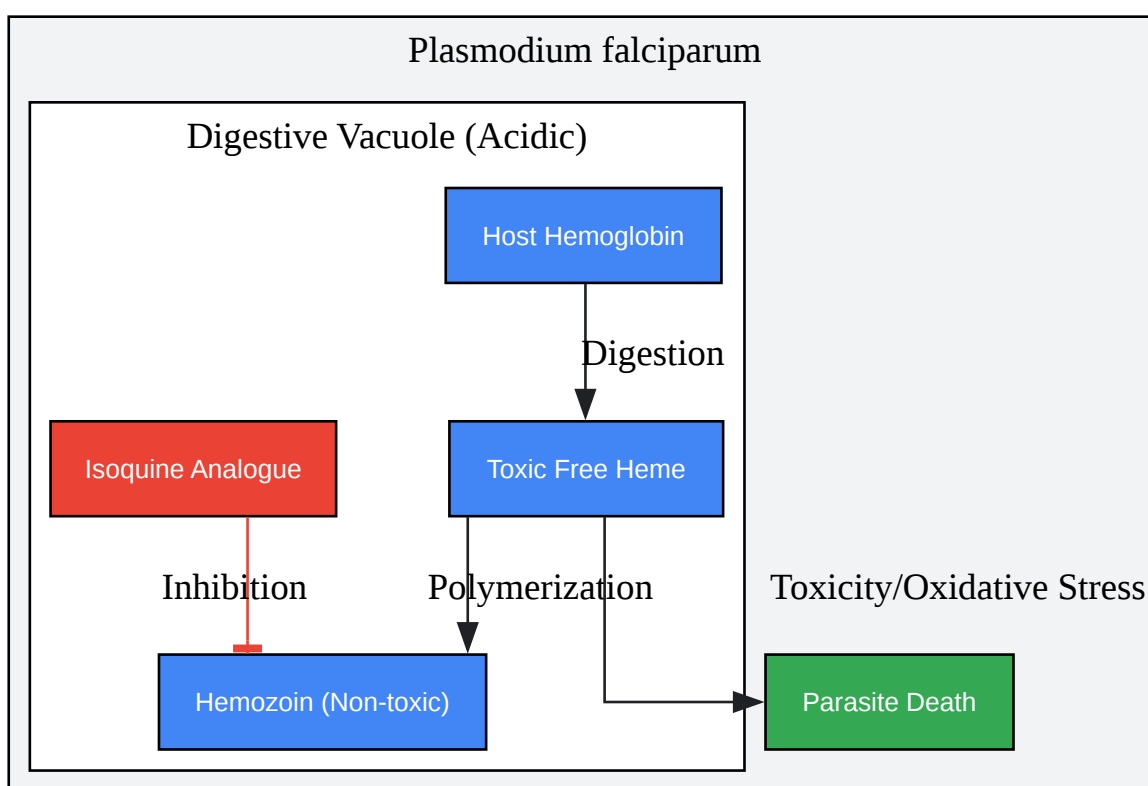 Plasmodium falciparum
Digestive Vacuole (Acidic)
Host Hemoglobin
Digestion
Isoquine Analogue
Toxic Free Heme
Inhibition
Polymerization
Toxicity/Oxidative Stress
Hemozoin (Non-toxic)
Parasite Death